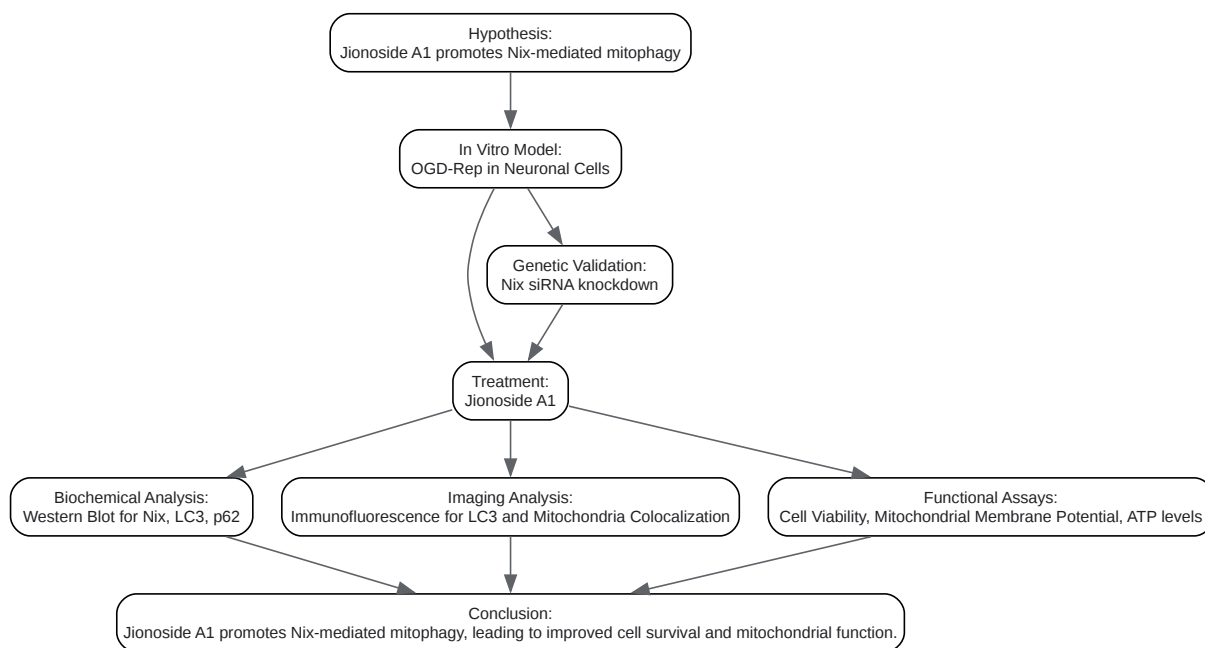 Hypothesis:
Jionoside A1 promotes Nix-mediated mitophagy
In Vitro Model:
OGD-Rep in Neuronal Cells
Genetic Validation:
Nix siRNA knockdown
Treatment:
Jionoside A1
Biochemical Analysis:
Western Blot for Nix, LC3, p62
Imaging Analysis:
Immunofluorescence for LC3 and Mitochondria Colocalization
Functional Assays:
Cell Viability, Mitochondrial Membrane Potential, ATP levels
Conclusion:
Jionoside A1 promotes Nix-mediated mitophagy, leading to improved cell survival and mitochondrial function.